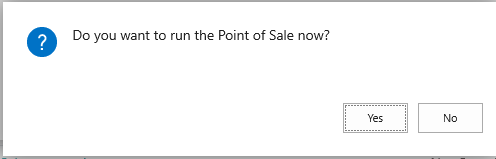 Do you want to run the Point of Sale now?
Yes
No